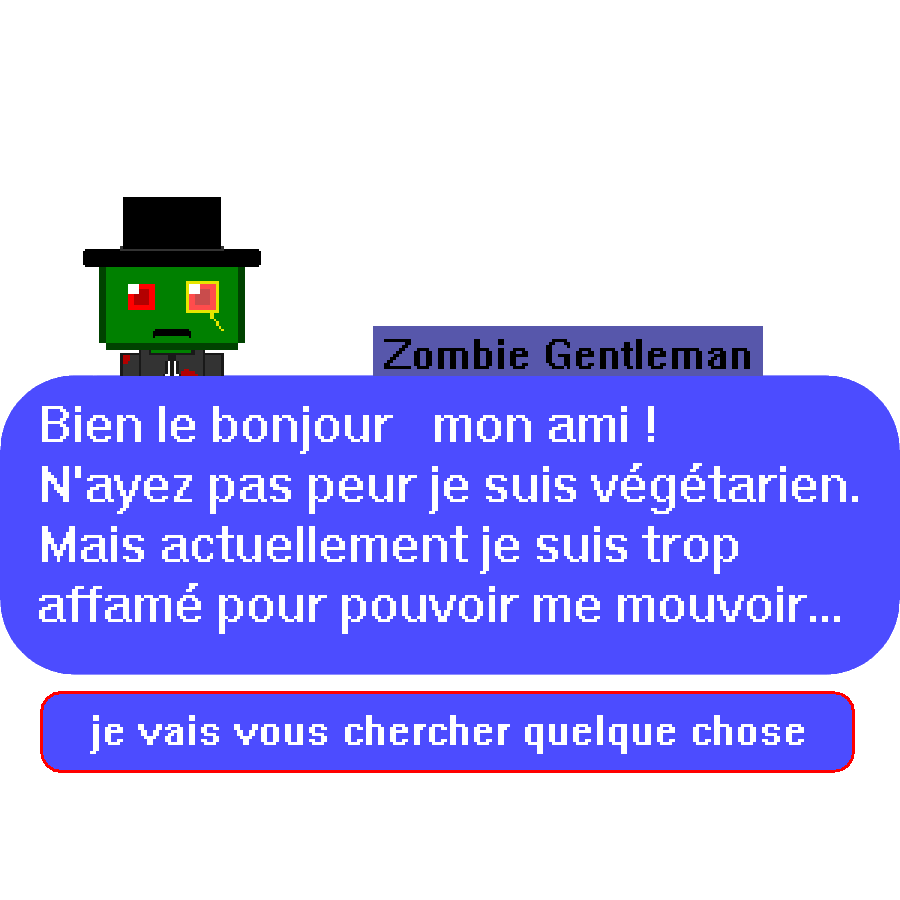 Zombie Gentleman
Bien le bonjour   mon ami !
N'ayez pas peur je suis végétarien.
Mais actuellement je suis trop
affamé pour pouvoir me mouvoir...
je vais vous chercher quelque chose